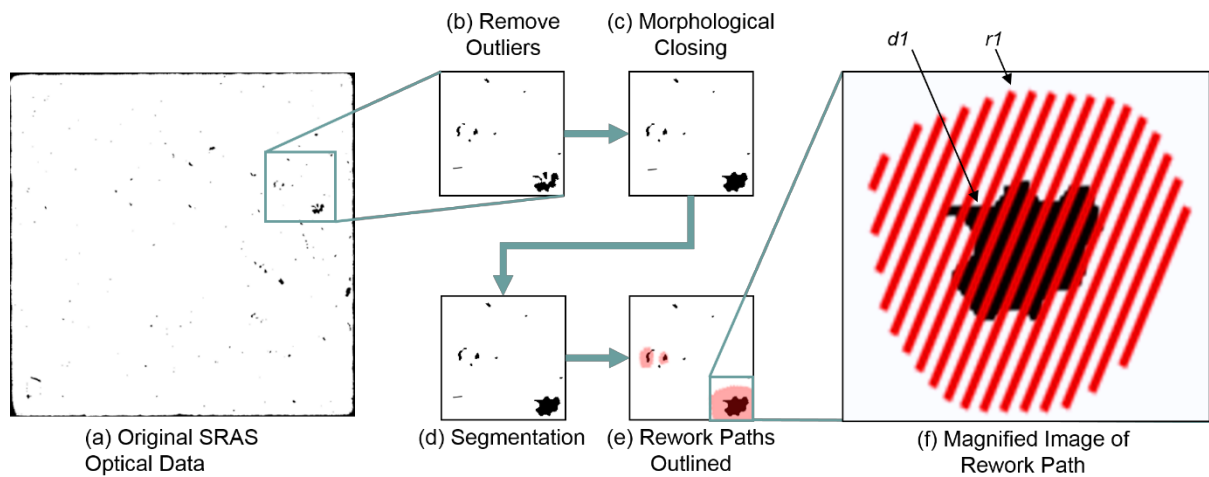 (b) Remove
Outliers
(c) Morphological
Closing
d1
r1
(a) Original SRAS
Optical Data
(d) Segmentation
(e) Rework Paths
Outlined
(f) Magnified Image of
Rework Path